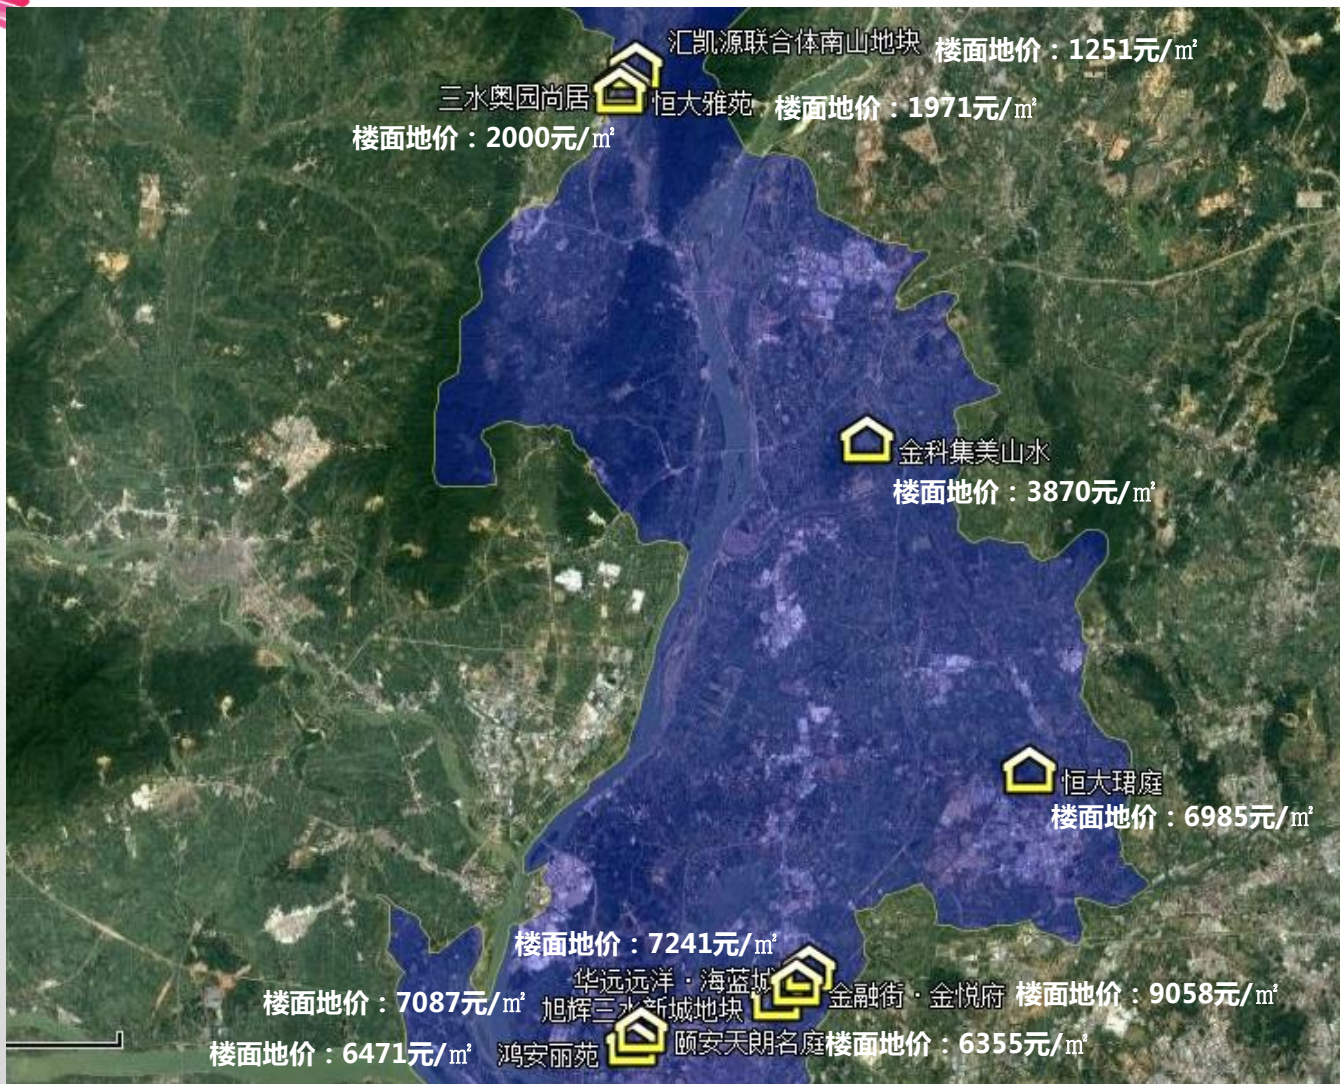 汇凯源联合体南山地块 楼面地价：1251元/㎡
三水奥园尚居 恒大雅苑 楼面地价：1971元/㎡
楼面地价：2000元/㎡
金科集美山水
楼面地价：3870元/㎡
恒大珺庭
楼面地价：6985元/㎡
楼面地价：7241元/㎡
华远远洋·海蓝城
楼面地价：7087元/㎡ 旭辉三水新城地块 金融街·金悦府 楼面地价：9058元/㎡
楼面地价：6471元/㎡ 鸿安丽苑 颐安天朗名庭 楼面地价：6355元/㎡